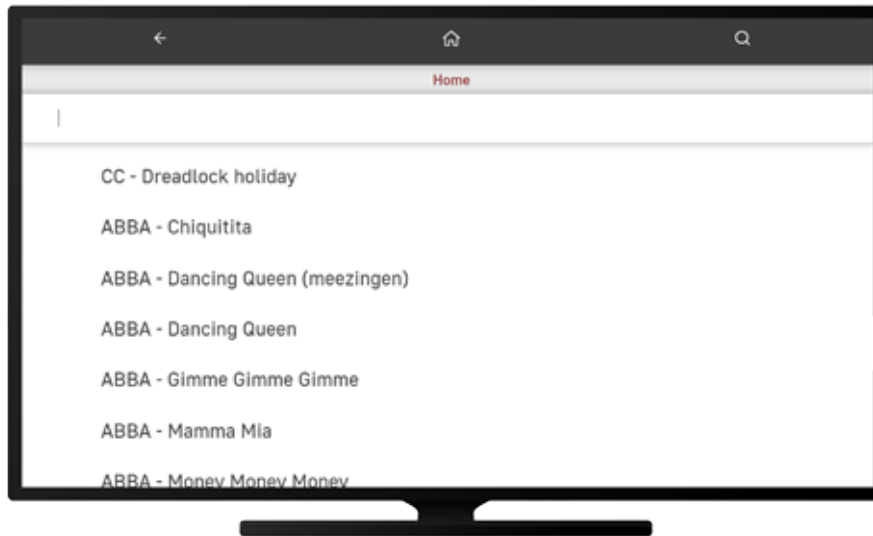 Home
CC - Dreadlock holiday
ABBA - Chiquitita
ABBA - Dancing Queen (meezingen)
ABBA - Dancing Queen
ABBA - Gimme Gimme Gimme
ABBA - Mamma Mia
ABBA - Money Money Money